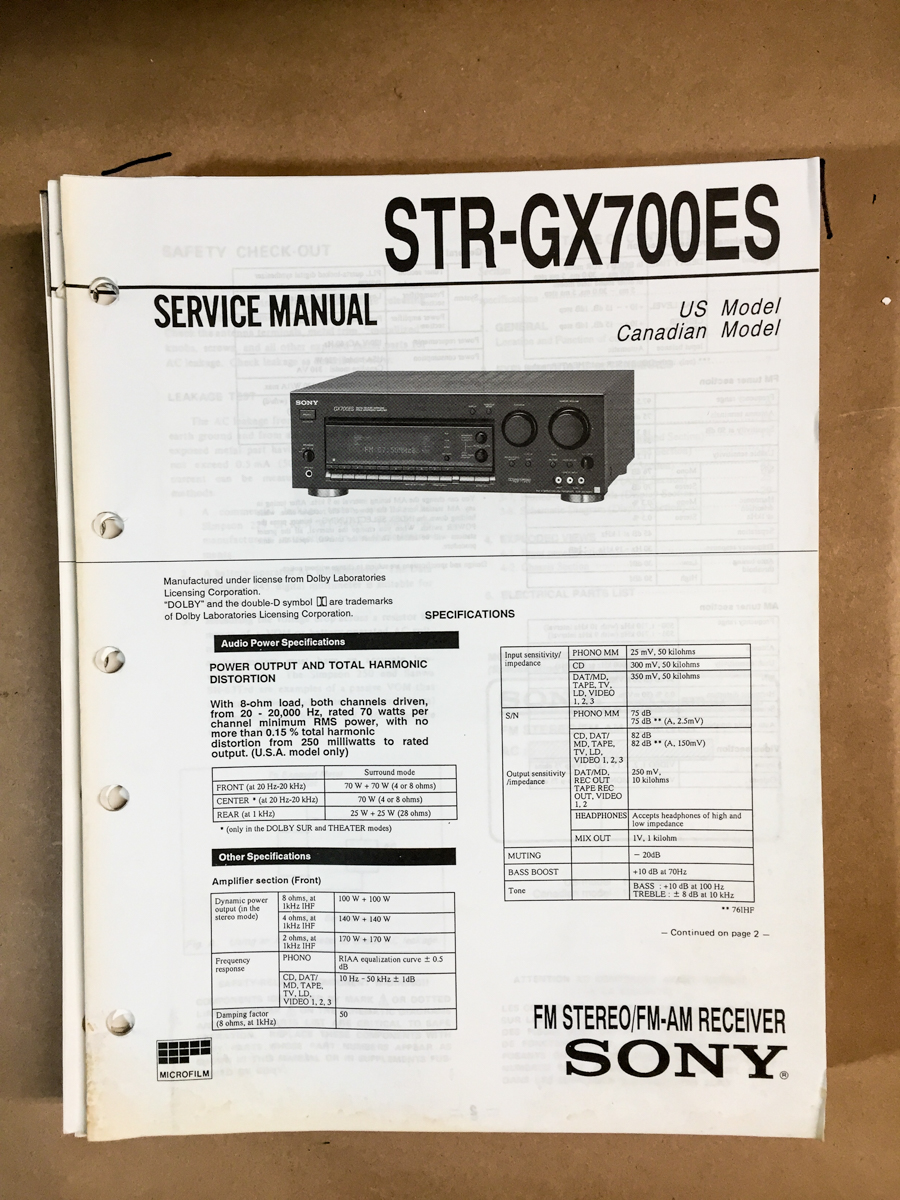 STR-GX700ES
SERVICE MANUAL
US Model
Canadian Model
SONY
GX700ES
Manufactured under license from Dolby Laboratories
Licensing Corporation.
"DOLBY" and the double-D symbol are trademarks
of Dolby Laboratories Licensing Corporation.
SPECIFICATIONS
Audio Power Specifications
POWER OUTPUT AND TOTAL HARMONIC
DISTORTION
With 8-ohm load, both channels driven,
from 20 - 20,000 Hz, rated 70 watts per
channel minimum RMS power, with no
more than 0.15 % total harmonic
distortion from 250 milliwatts to rated
output. (U.S.A. model only)
Surround mode
FRONT (at 20 Hz-20 kHz) 70 W + 70 W (4 or 8 ohms)
CENTER * (at 20 Hz-20 kHz) 70 W (4 or 8 ohms)
REAR (at 1 kHz) 25 W + 25 W (28 ohms)
* (only in the DOLBY SUR and THEATER modes)
Other Specifications
Amplifier section (Front)
Dynamic power
output (in the
stereo mode)
8 ohms, at
1kHz IHF
100 W + 100 W
4 ohms, at
1kHz IHF
140 W + 140 W
2 ohms, at
1kHz IHF
170 W + 170 W
Frequency
response
PHONO
RIAA equalization curve ± 0.5
dB
CD, DAT/
MD, TAPE,
TV, LD,
VIDEO 1, 2, 3
10 Hz - 50 kHz ± 1dB
Damping factor
(8 ohms, at 1kHz)
50
MICROFILM
Input sensitivity/
impedance
PHONO MM 25 mV, 50 kilohms
CD 300 mV, 50 kilohms
DAT/MD,
TAPE, TV,
LD, VIDEO
1, 2, 3
350 mV, 50 kilohms
S/N
PHONO MM
75 dB
75 dB ** (A, 2.5mV)
CD, DAT/
MD, TAPE,
TV, LD,
VIDEO 1, 2, 3
82 dB
82 dB ** (A, 150mV)
Output sensitivity
/impedance
DAT/MD,
REC OUT
TAPE REC
OUT, VIDEO
1, 2
250 mV,
10 kilohms
HEADPHONES
Accepts headphones of high and
low impedance
MIX OUT 1V, 1 kilohm
MUTING − 20dB
BASS BOOST +10 dB at 70Hz
Tone
BASS : +10 dB at 100 Hz
TREBLE : ± 8 dB at 10 kHz
** 76IHF
— Continued on page 2 —
FM STEREO/FM-AM RECEIVER
SONY®